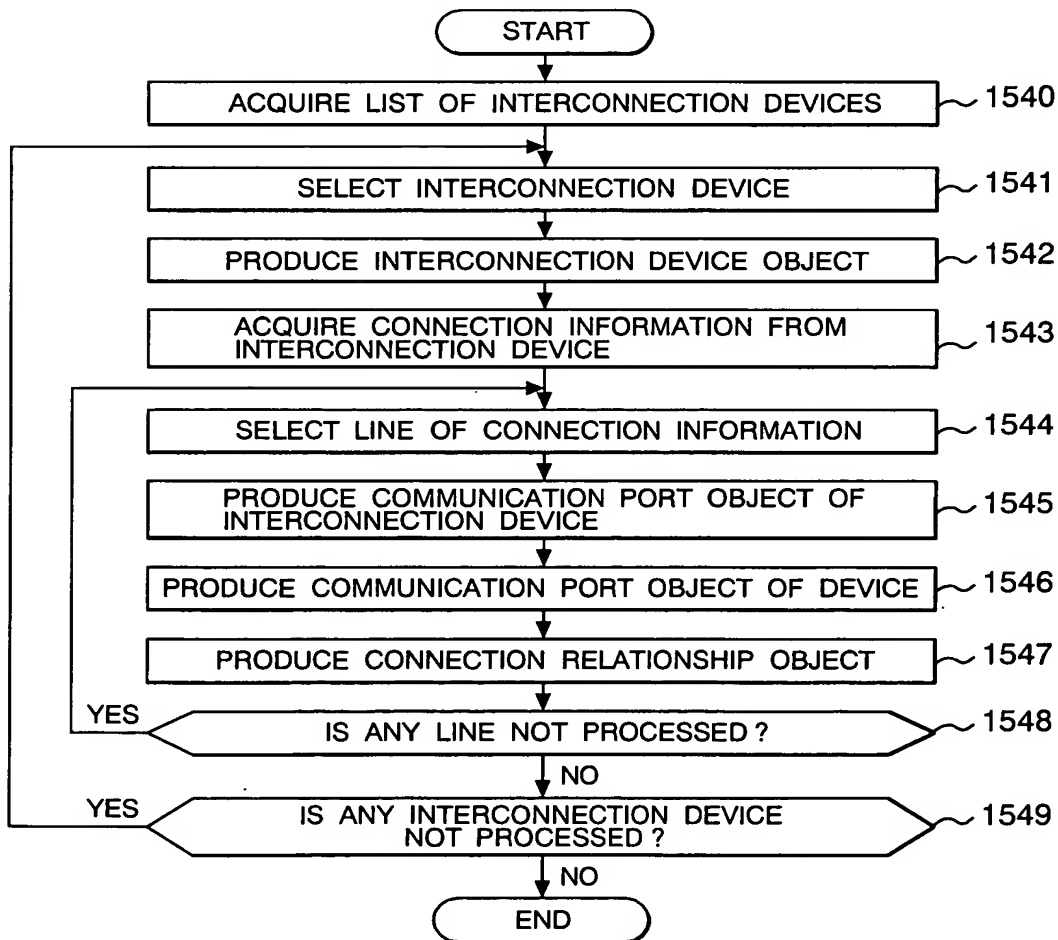 START
ACQUIRE LIST OF INTERCONNECTION DEVICES 1540
SELECT INTERCONNECTION DEVICE 1541
PRODUCE INTERCONNECTION DEVICE OBJECT 1542
ACQUIRE CONNECTION INFORMATION FROM
INTERCONNECTION DEVICE 1543
SELECT LINE OF CONNECTION INFORMATION 1544
PRODUCE COMMUNICATION PORT OBJECT OF
INTERCONNECTION DEVICE 1545
PRODUCE COMMUNICATION PORT OBJECT OF DEVICE 1546
PRODUCE CONNECTION RELATIONSHIP OBJECT 1547
YES
IS ANY LINE NOT PROCESSED? 1548
NO
YES
IS ANY INTERCONNECTION DEVICE
NOT PROCESSED? 1549
NO
END